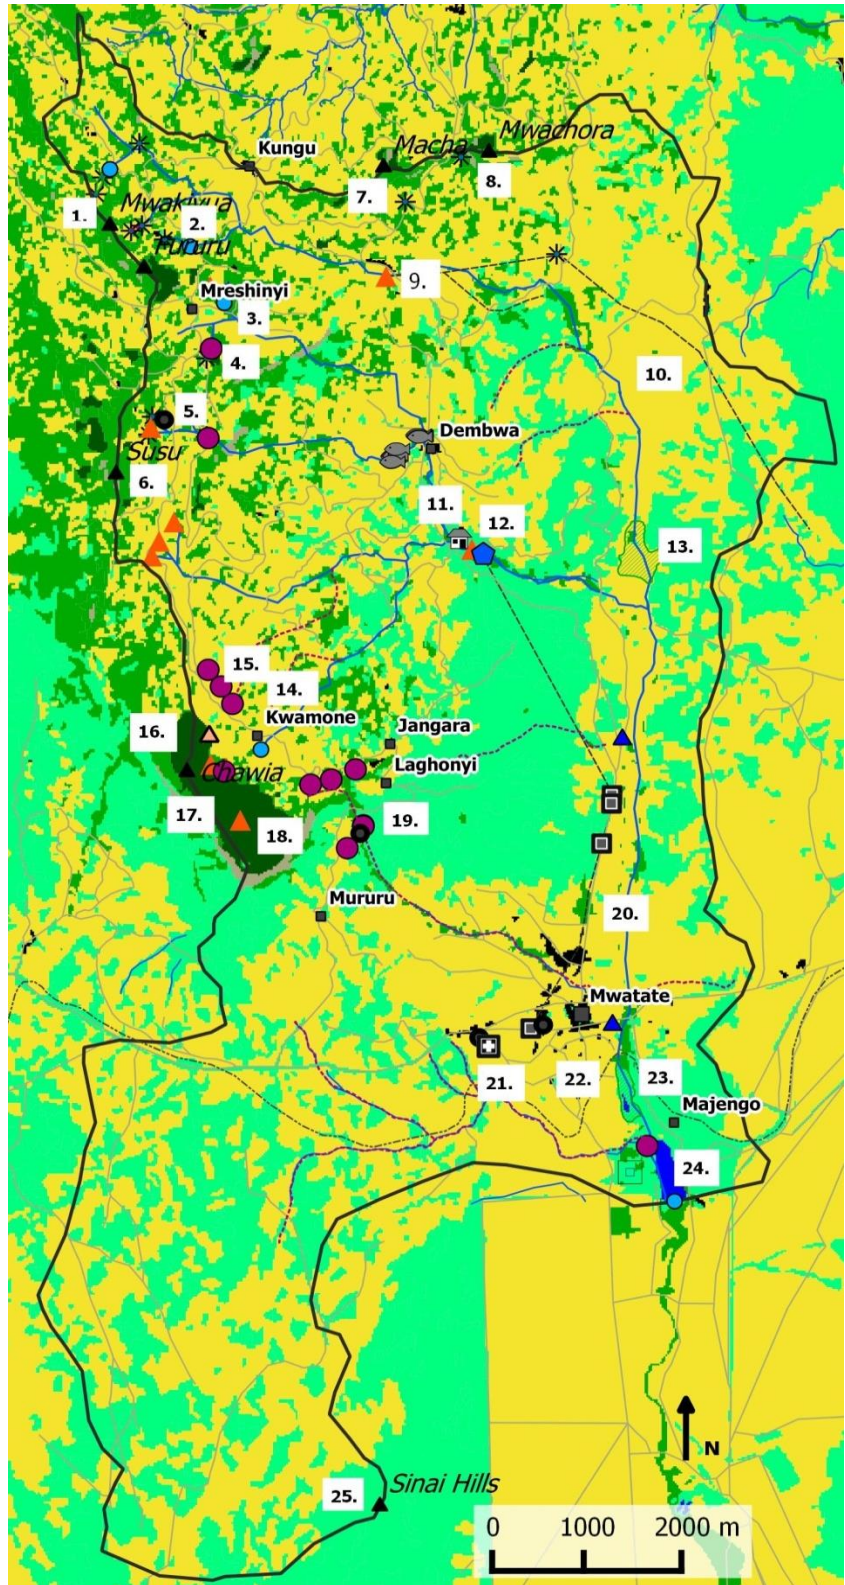 Kungu
Macha
Mwachora
7.
8.
1.
Mwakiyua
2.
Fururu
9.
Mreshinyi
3.
4.
10.
5.
Dembwa
Susu
6.
11.
12.
13.
15.
14.
Kwamone
16.
Jangara
Chawia
Laghonyi
17.
18.
19.
Mururu
20.
Mwatate
21.
22.
23.
Majengo
24.
25.
Sinai Hills
N
0 1000 2000 m